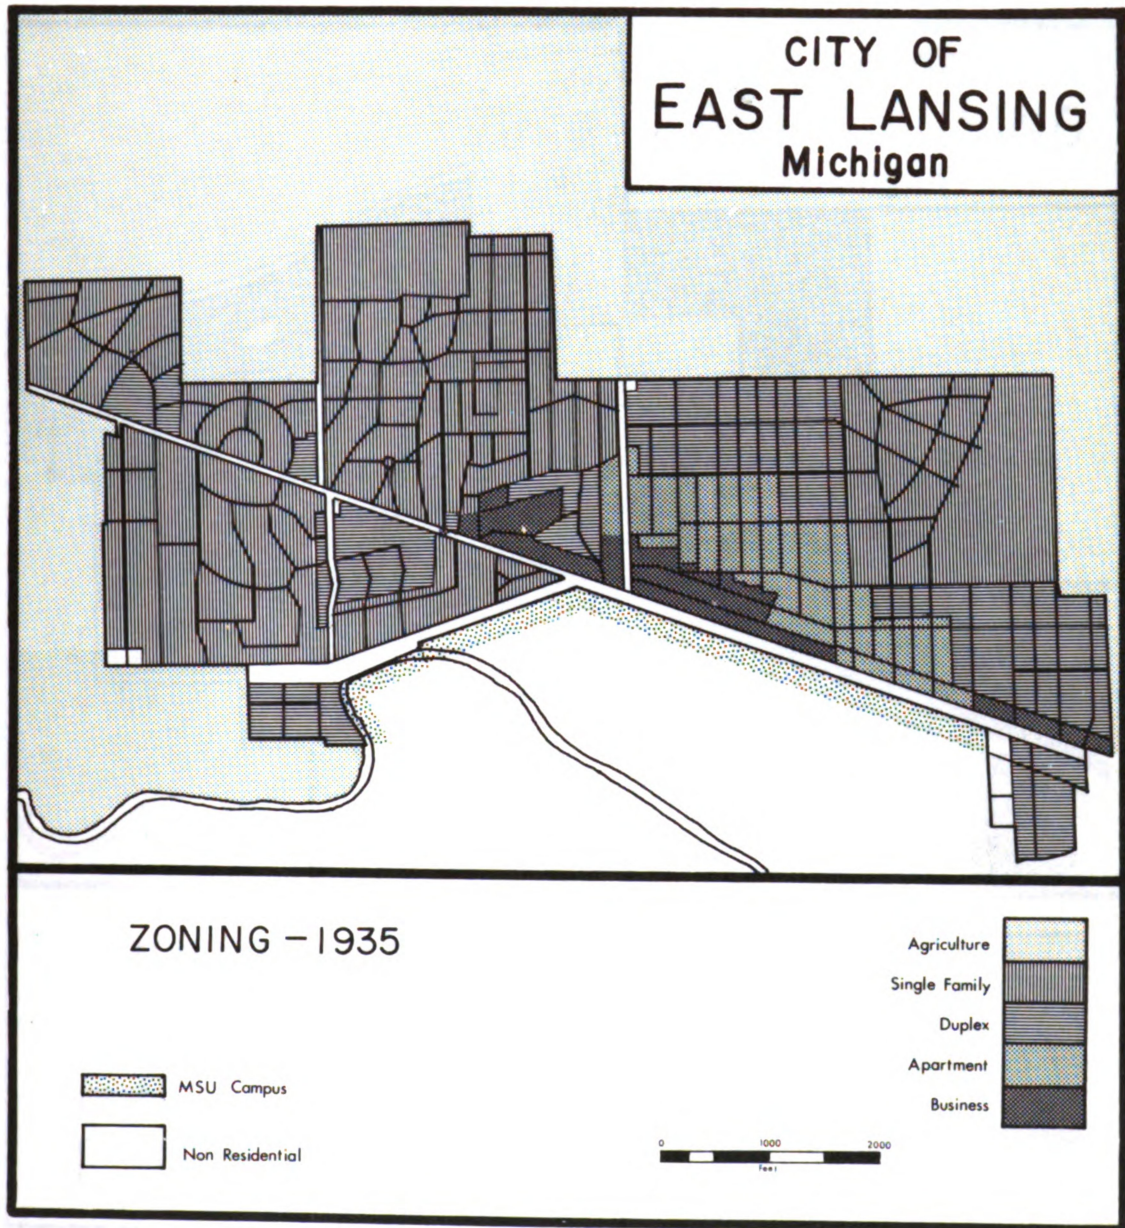 CITY OF
EAST LANSING
Michigan
ZONING – 1935
Agriculture
Single Family
Duplex
Apartment
Business
MSU Campus
Non Residential
0 1000 2000
Feet